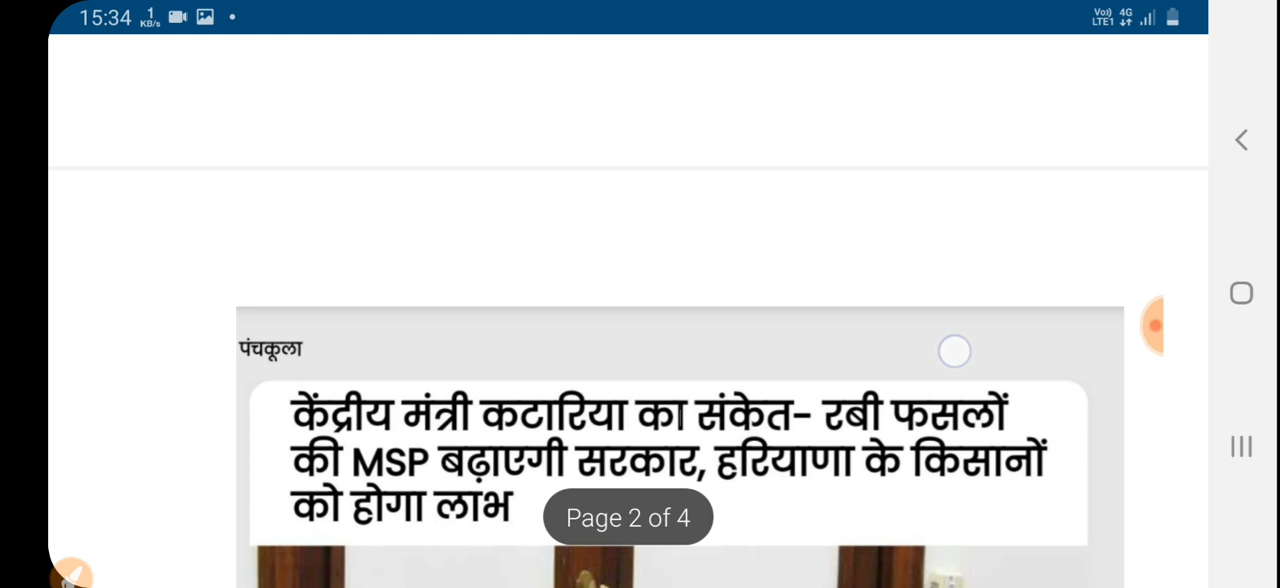 15:34 1 KB/s Vo)) 4G LTE1
पंचकूला
केंद्रीय मंत्री कटारिया का संकेत- रबी फसलों
की MSP बढ़ाएगी सरकार, हरियाणा के किसानों
को होगा लाभ
Page 2 of 4